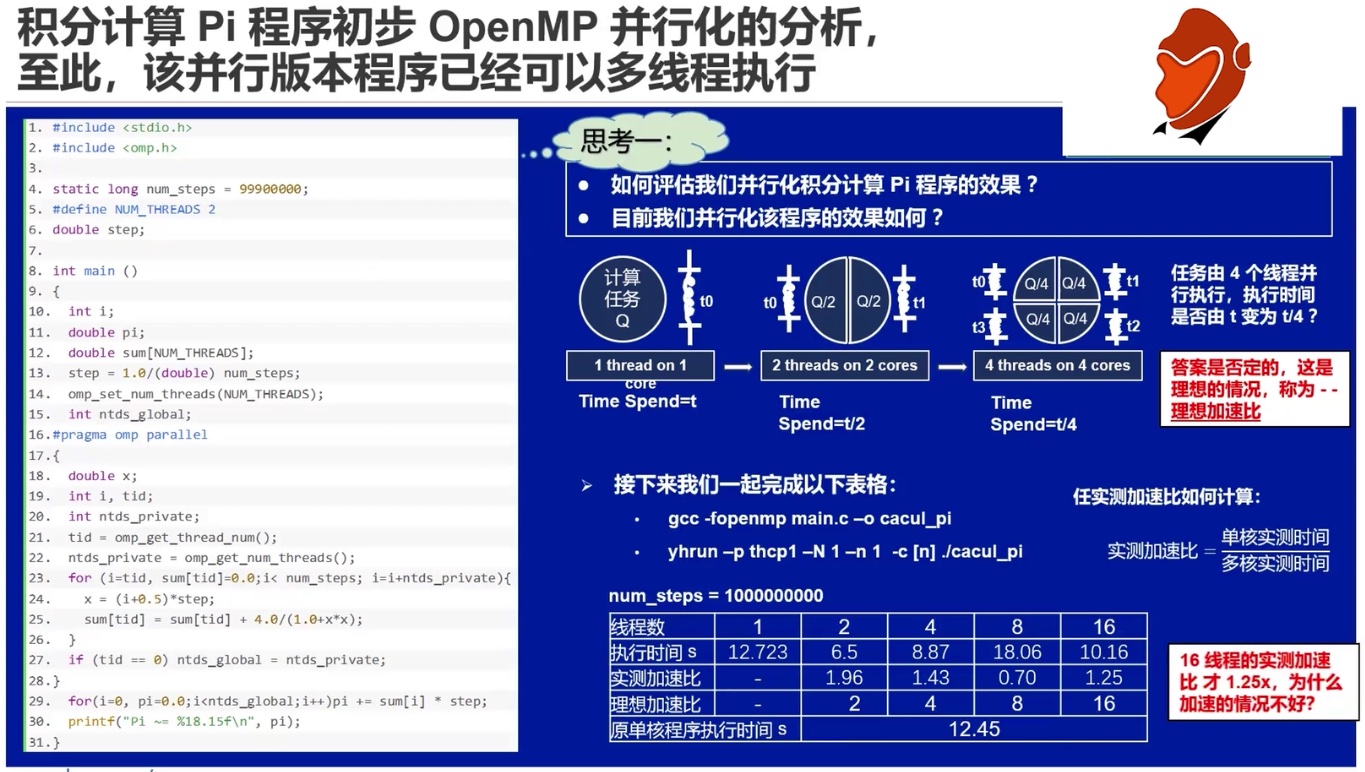 积分计算 Pi 程序初步 OpenMP 并行化的分析，
至此，该并行版本程序已经可以多线程执行
1. #include <stdio.h>
2. #include <omp.h>
3.
4. static long num_steps = 99900000;
5. #define NUM_THREADS 2
6. double step;
7.
8. int main ()
9. {
10. int i;
11. double pi;
12. double sum[NUM_THREADS];
13. step = 1.0/(double) num_steps;
14. omp_set_num_threads(NUM_THREADS);
15. int ntds_global;
16.#pragma omp parallel
17.{
18. double x;
19. int i, tid;
20. int ntds_private;
21. tid = omp_get_thread_num();
22. ntds_private = omp_get_num_threads();
23. for (i=tid, sum[tid]=0.0;i< num_steps; i=i+ntds_private){
24. x = (i+0.5)*step;
25. sum[tid] = sum[tid] + 4.0/(1.0+x*x);
26. }
27. if (tid == 0) ntds_global = ntds_private;
28.}
29. for(i=0, pi=0.0;i<ntds_global;i++)pi += sum[i] * step;
30. printf("Pi ~= %18.15f\n", pi);
31.}
思考一：
● 如何评估我们并行化积分计算 Pi 程序的效果？
● 目前我们并行化该程序的效果如何？
计算
任务
Q
t0
t0
Q/2
Q/2
t1
t0
Q/4
Q/4
t1
t3
Q/4
Q/4
t2
1 thread on 1
core
2 threads on 2 cores
4 threads on 4 cores
Time Spend=t
Time
Spend=t/2
Time
Spend=t/4
任务由 4 个线程并
行执行，执行时间
是否由 t 变为 t/4？
答案是否定的，这是
理想的情况，称为 - -
理想加速比
➢ 接下来我们一起完成以下表格：
• gcc -fopenmp main.c –o cacul_pi
• yhrun –p thcp1 –N 1 –n 1 -c [n] ./cacul_pi
任实测加速比如何计算：
实测加速比 = 单核实测时间
多核实测时间
num_steps = 1000000000
线程数 1 2 4 8 16
执行时间 s 12.723 6.5 8.87 18.06 10.16
实测加速比 - 1.96 1.43 0.70 1.25
理想加速比 - 2 4 8 16
原单核程序执行时间 s 12.45
16 线程的实测加速
比 才 1.25x，为什么
加速的情况不好？